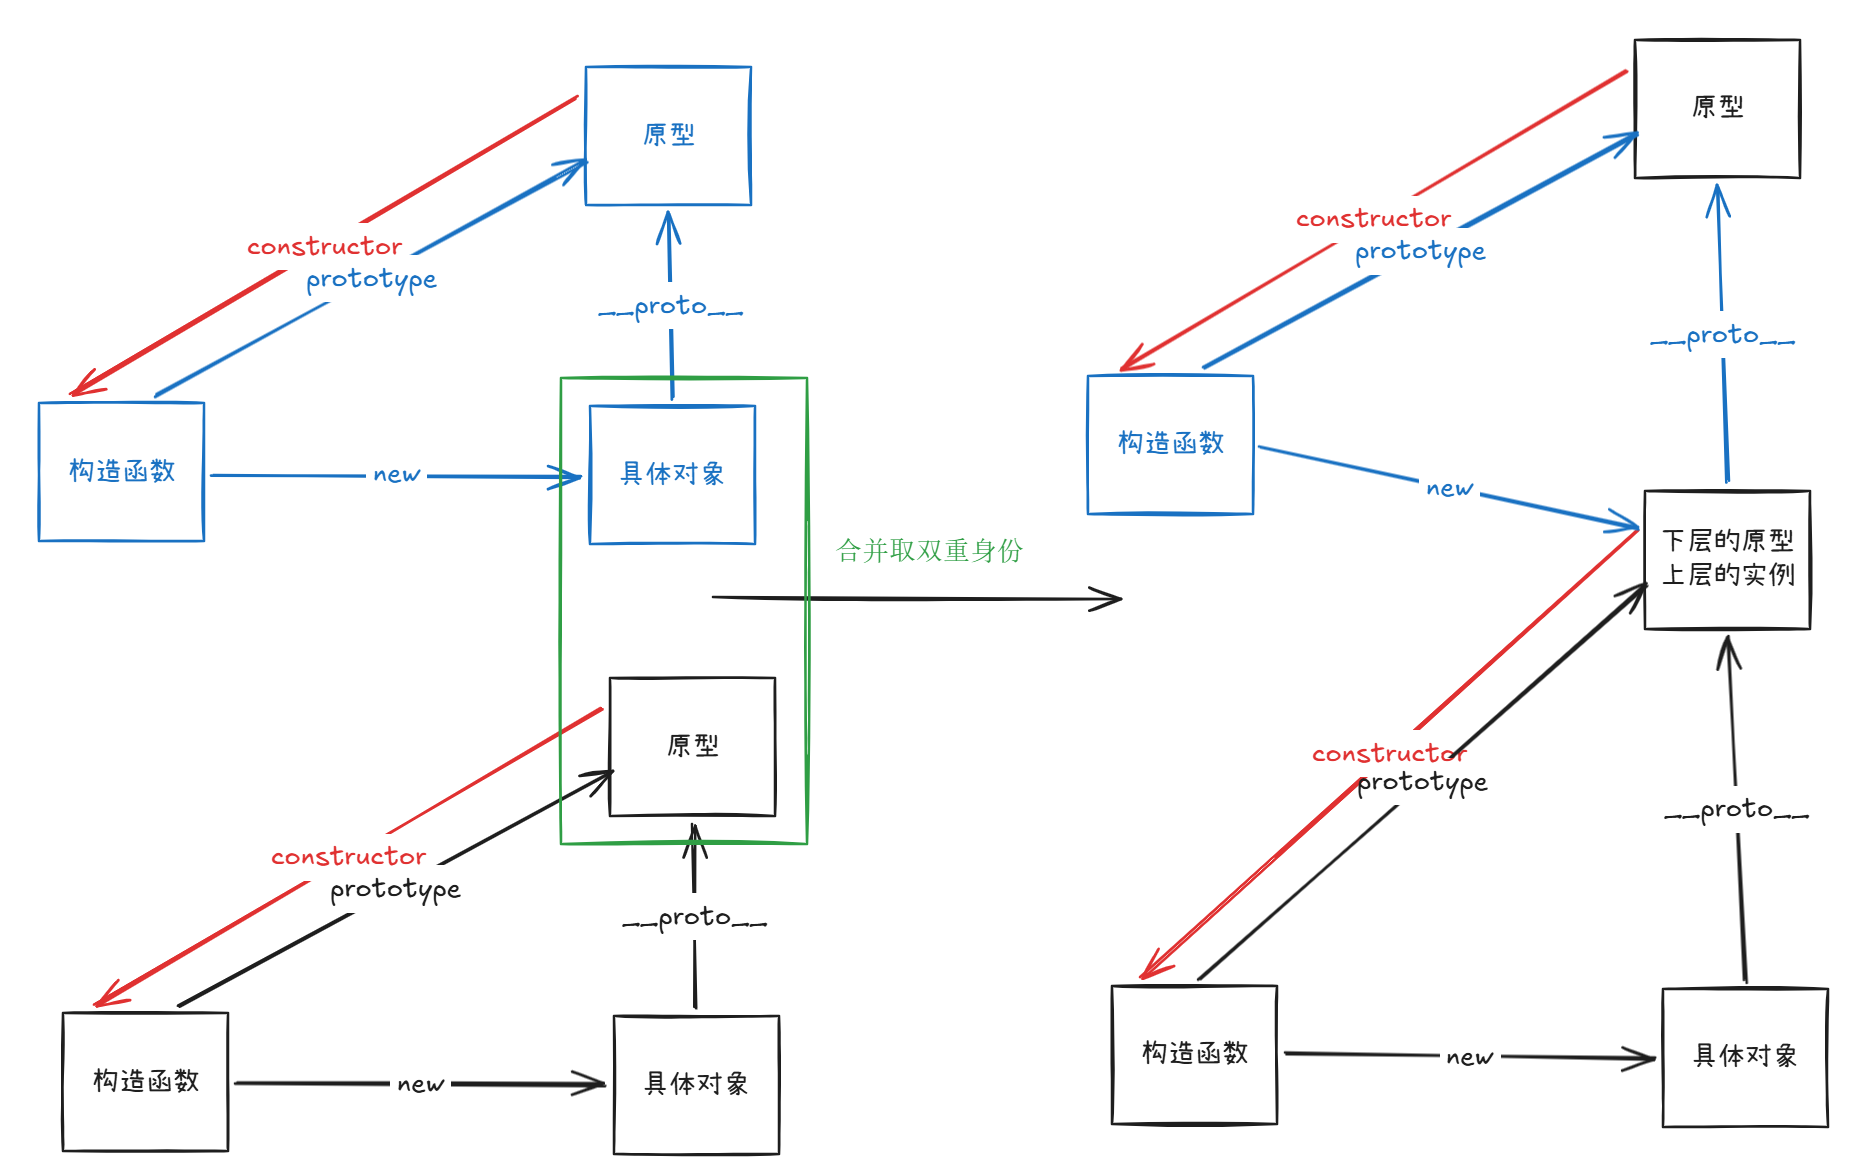 原型
constructor
prototype
__proto__
构造函数
new
具体对象
合并取双重身份
原型
constructor
prototype
__proto__
构造函数
new
具体对象
原型
constructor
prototype
__proto__
构造函数
new
下层的原型
上层的实例
constructor
prototype
__proto__
构造函数
new
具体对象